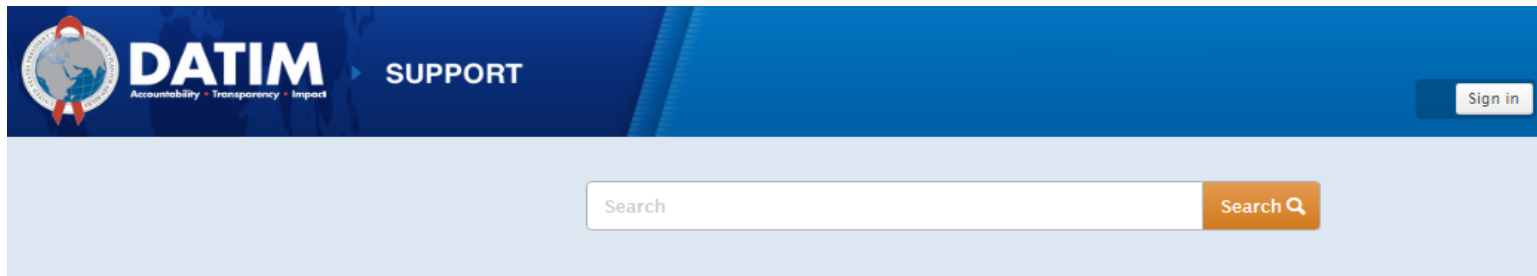 DATIM
SUPPORT
Accountability • Transparency • Impact
Sign in
Search
Search